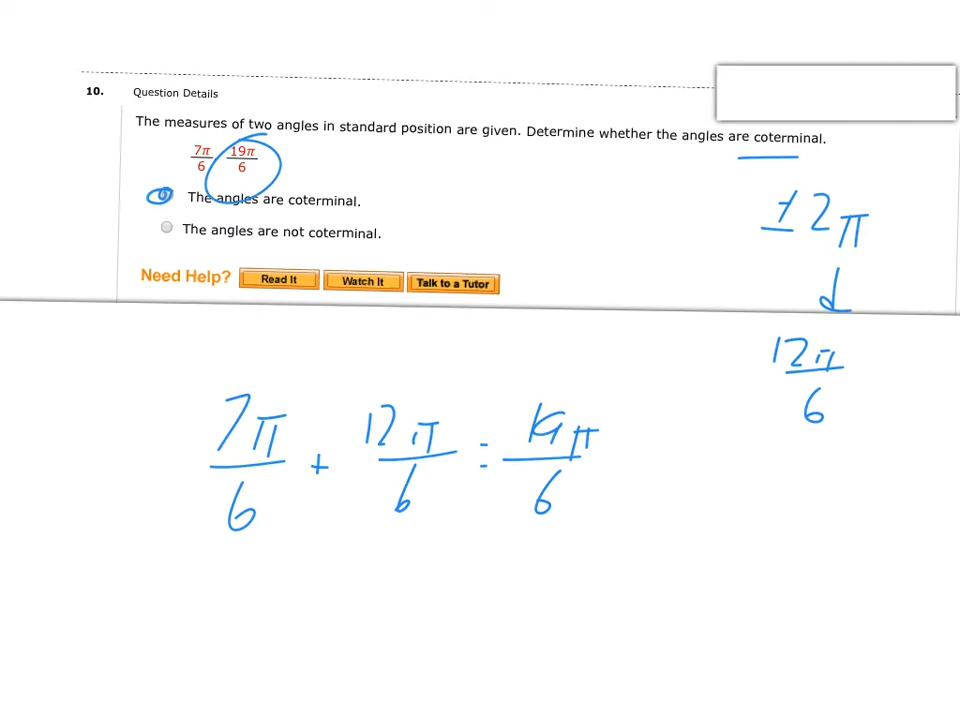 10. Question Details
The measures of two angles in standard position are given. Determine whether the angles are coterminal.
7π/6, 19π/6
The angles are coterminal.
The angles are not coterminal.
Need Help? Read It Watch It Talk to a Tutor
±2π
12π/6
7π/6 + 12π/6 = 19π/6